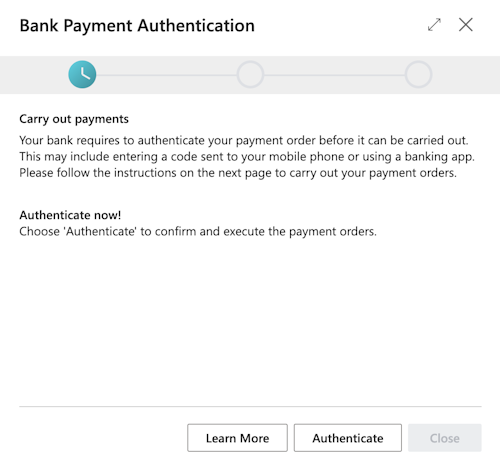 Bank Payment Authentication
Carry out payments
Your bank requires to authenticate your payment order before it can be carried out.
This may include entering a code sent to your mobile phone or using a banking app.
Please follow the instructions on the next page to carry out your payment orders.
Authenticate now!
Choose 'Authenticate' to confirm and execute the payment orders.
Learn More
Authenticate
Close